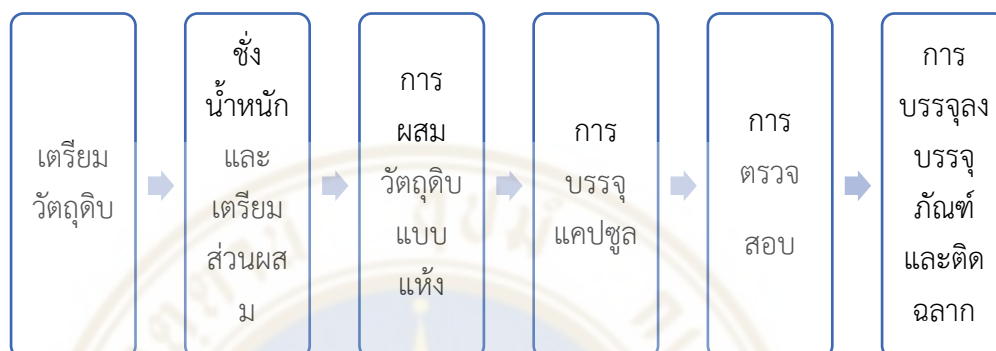 เตรียม
วัตถุดิบ
ชั่ง
น้ำหนัก
และ
เตรียม
ส่วนผส
ม
การ
ผสม
วัตถุดิบ
แบบ
แห้ง
การ
บรรจุ
แคปซูล
การ
ตรวจ
สอบ
การ
บรรจุลง
บรรจุ
ภัณฑ์
และติด
ฉลาก